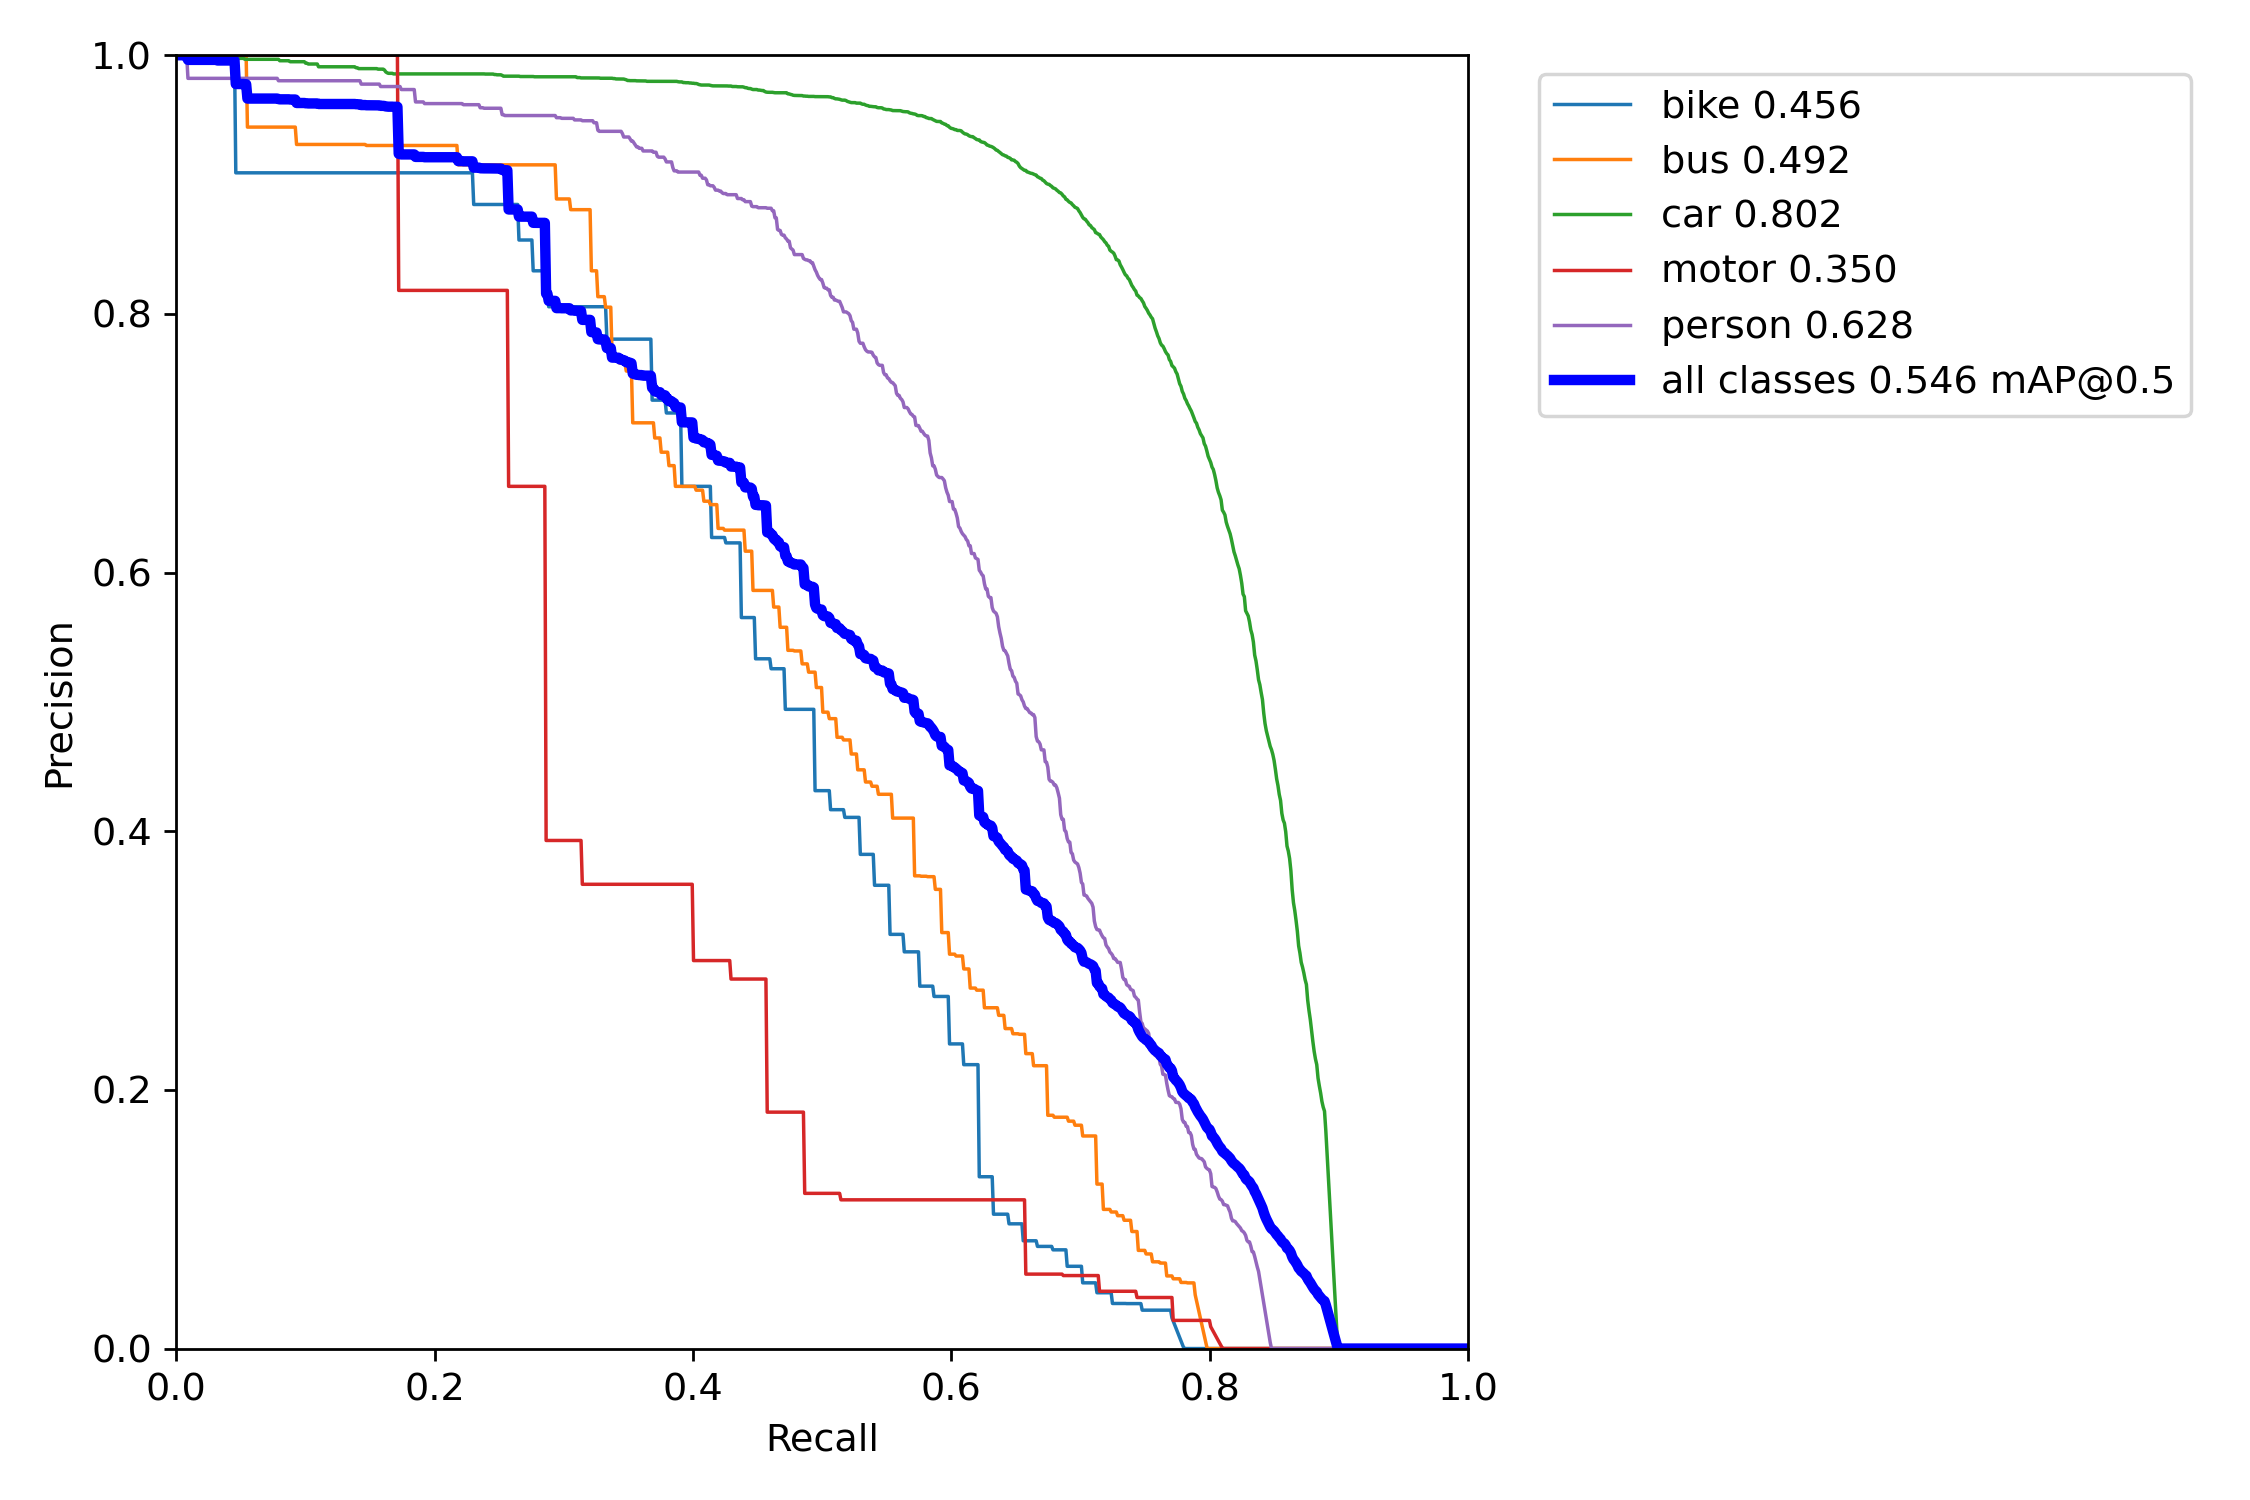 1.0
0.8
0.6
0.4
0.2
0.0
Precision
0.0 0.2 0.4 0.6 0.8 1.0
Recall
bike 0.456
bus 0.492
car 0.802
motor 0.350
person 0.628
all classes 0.546 mAP@0.5